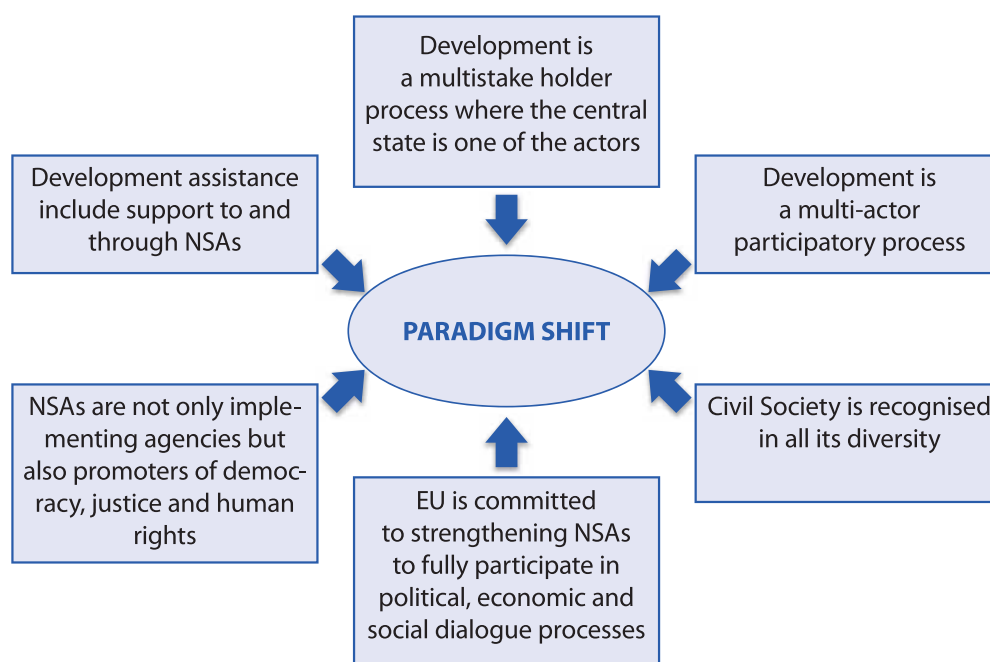 Development is
a multistake holder
process where the central
state is one of the actors
Development assistance
include support to and
through NSAs
Development is
a multi-actor
participatory process
PARADIGM SHIFT
NSAs are not only imple-
menting agencies but
also promoters of democ-
racy, justice and human
rights
Civil Society is recognised
in all its diversity
EU is committed
to strengthening NSAs
to fully participate in
political, economic and
social dialogue processes